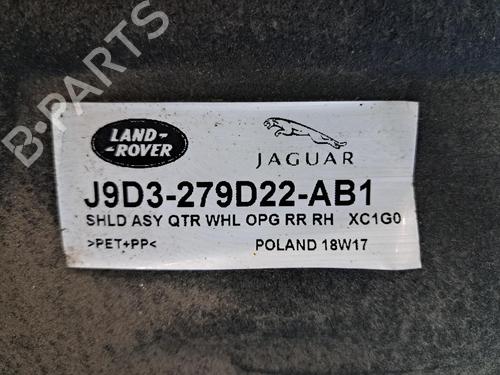 B-PARTS
LAND-
-ROVER
JAGUAR
J9D3-279D22-AB1
SHLD ASY QTR WHL OPG RR RH XC1G0
>PET+PP<
POLAND 18W17